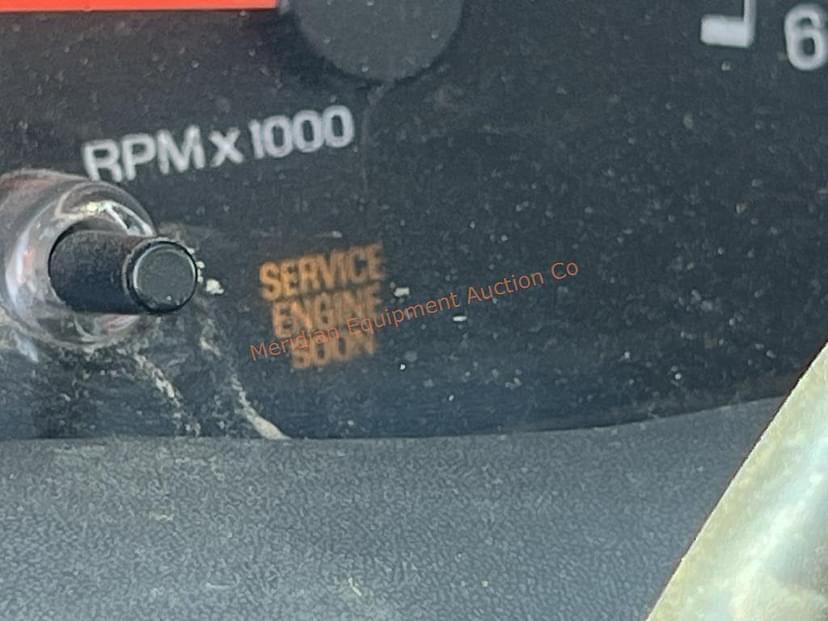 RPM x 1000
6
SERVICE
ENGINE
SOON
Meridian Equipment Auction Co